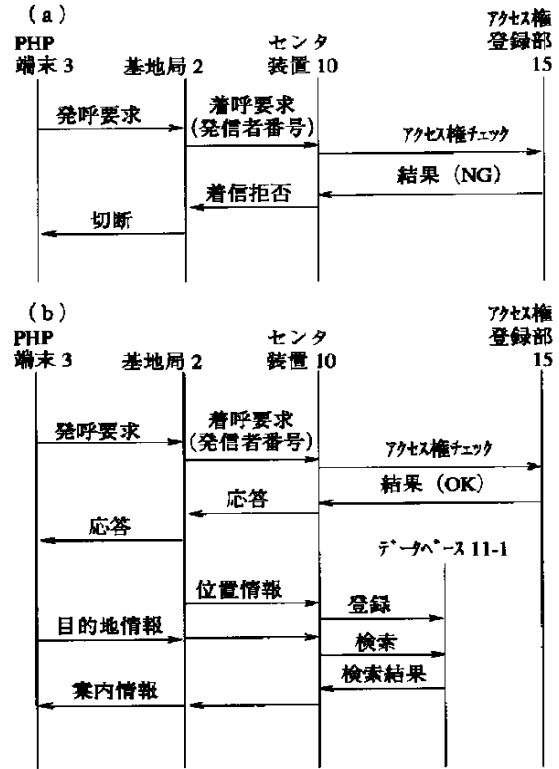 (a)
アクセス権
PHP
センタ
登録部
端末 3
基地局 2
装置 10
15
発呼要求
着呼要求
(発信者番号)
アクセス権チェック
結果 (NG)
着信拒否
切断
(b)
アクセス権
PHP
センタ
登録部
端末 3
基地局 2
装置 10
15
発呼要求
着呼要求
(発信者番号)
アクセス権チェック
結果 (OK)
応答
応答
データベース 11-1
位置情報
登録
目的地情報
検索
検索結果
案内情報